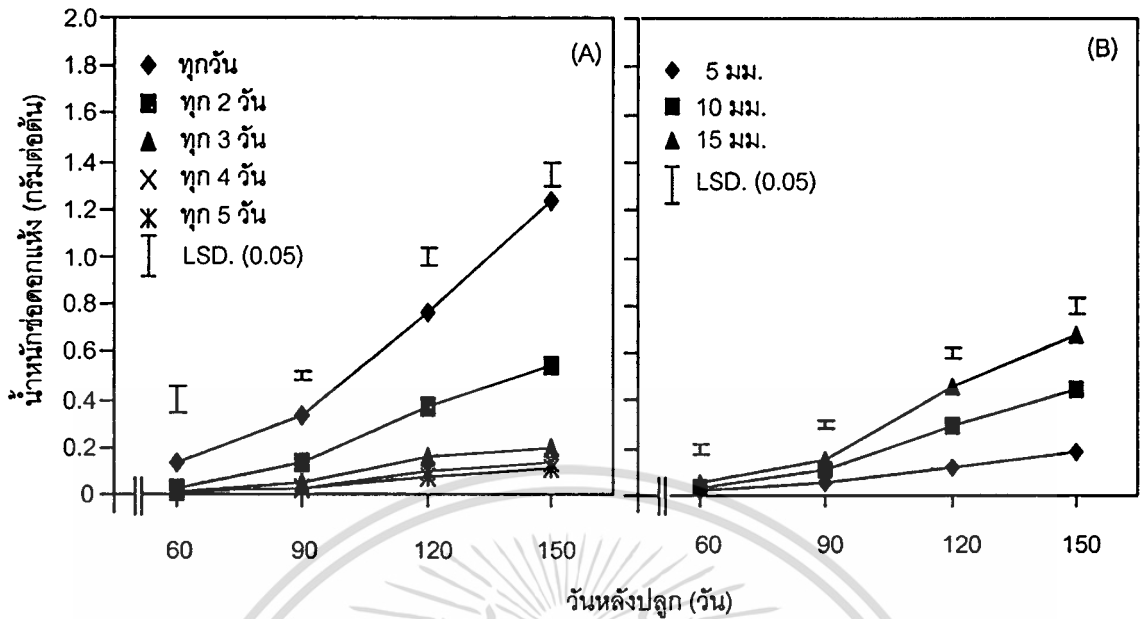 น้ำหนักช่อดอกแห้ง (กรัมต่อต้น)
2.0
1.8
1.6
1.4
1.2
1.0
0.8
0.6
0.4
0.2
0
(A)
ทุกวัน
ทุก 2 วัน
ทุก 3 วัน
ทุก 4 วัน
ทุก 5 วัน
LSD. (0.05)
60 90 120 150
(B)
5 มม.
10 มม.
15 มม.
LSD. (0.05)
60 90 120 150
วันหลังปลูก (วัน)